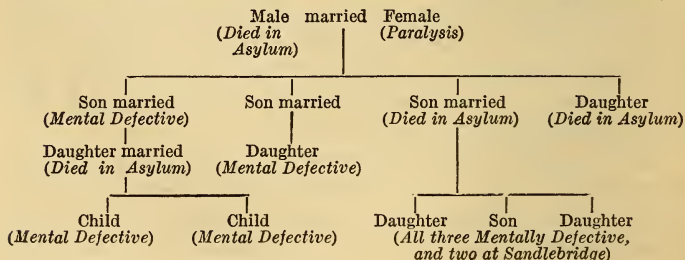 Male married Female
(Died in Asylum) (Paralysis)
Son married Son married Son married Daughter
(Mental Defective) (Died in Asylum) (Died in Asylum)
Daughter married Daughter
(Died in Asylum) (Mental Defective)
Child Child Daughter Son Daughter
(Mental Defective) (Mental Defective) (All three Mentally Defective,
and two at Sandlebridge)